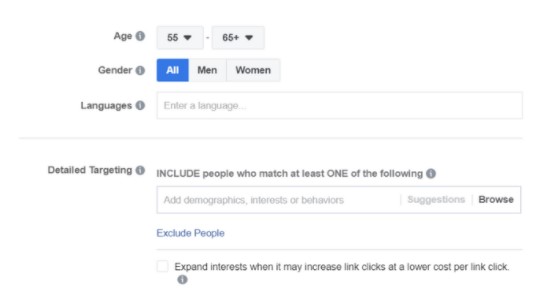 Age 55 - 65+
Gender All Men Women
Languages Enter a language...
Detailed Targeting INCLUDE people who match at least ONE of the following
Add demographics, interests or behaviors | Suggestions | Browse
Exclude People
Expand interests when it may increase link clicks at a lower cost per link click.